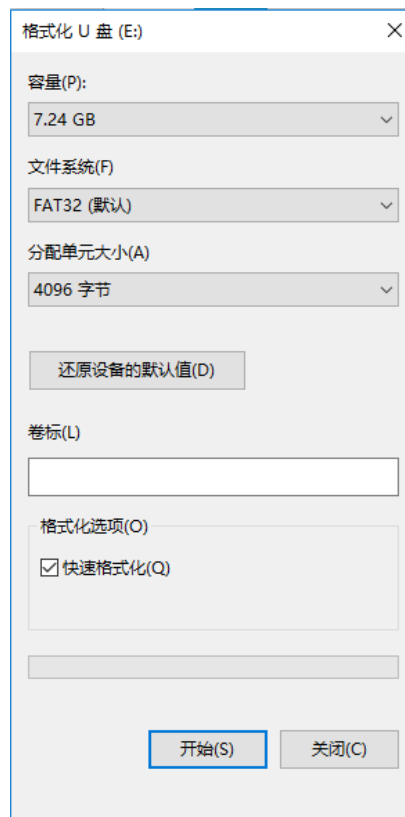 格式化 U 盘 (E:)
容量(P):
7.24 GB
文件系统(F)
FAT32 (默认)
分配单元大小(A)
4096 字节
还原设备的默认值(D)
卷标(L)
格式化选项(O)
快速格式化(Q)
开始(S)
关闭(C)